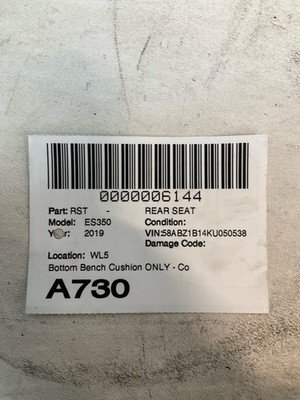 0000006144
Part: RST - REAR SEAT
Model: ES350 Condition:
Year: 2019 VIN:58ABZ1B14KU050538
Damage Code:
Location: WL5
Bottom Bench Cushion ONLY - Co
A730